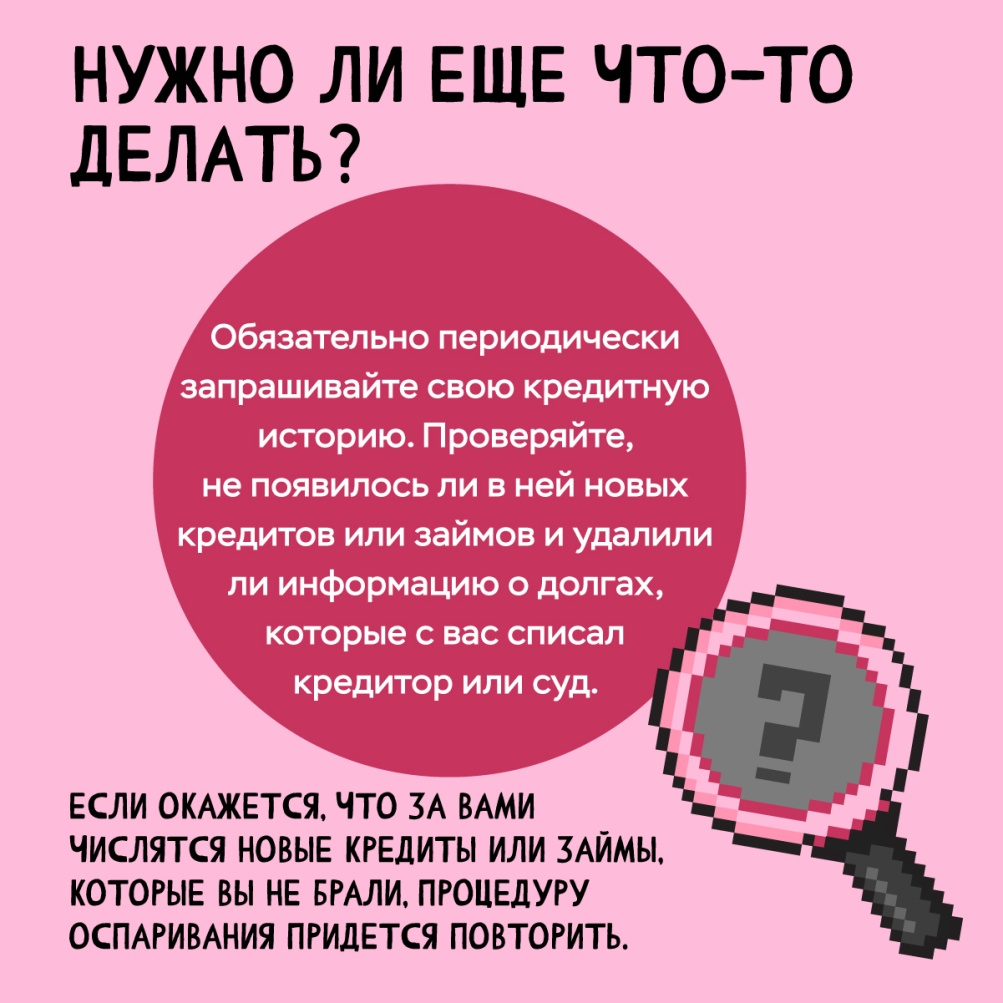 НУЖНО ЛИ ЕЩЕ ЧТО-ТО
ДЕЛАТЬ?
Обязательно периодически
запрашивайте свою кредитную
историю. Проверяйте,
не появилось ли в ней новых
кредитов или займов и удалили
ли информацию о долгах,
которые с вас списал
кредитор или суд.
?
ЕСЛИ ОКАЖЕТСЯ, ЧТО ЗА ВАМИ
ЧИСЛЯТСЯ НОВЫЕ КРЕДИТЫ ИЛИ ЗАЙМЫ,
КОТОРЫЕ ВЫ НЕ БРАЛИ, ПРОЦЕДУРУ
ОСПАРИВАНИЯ ПРИДЕТСЯ ПОВТОРИТЬ.